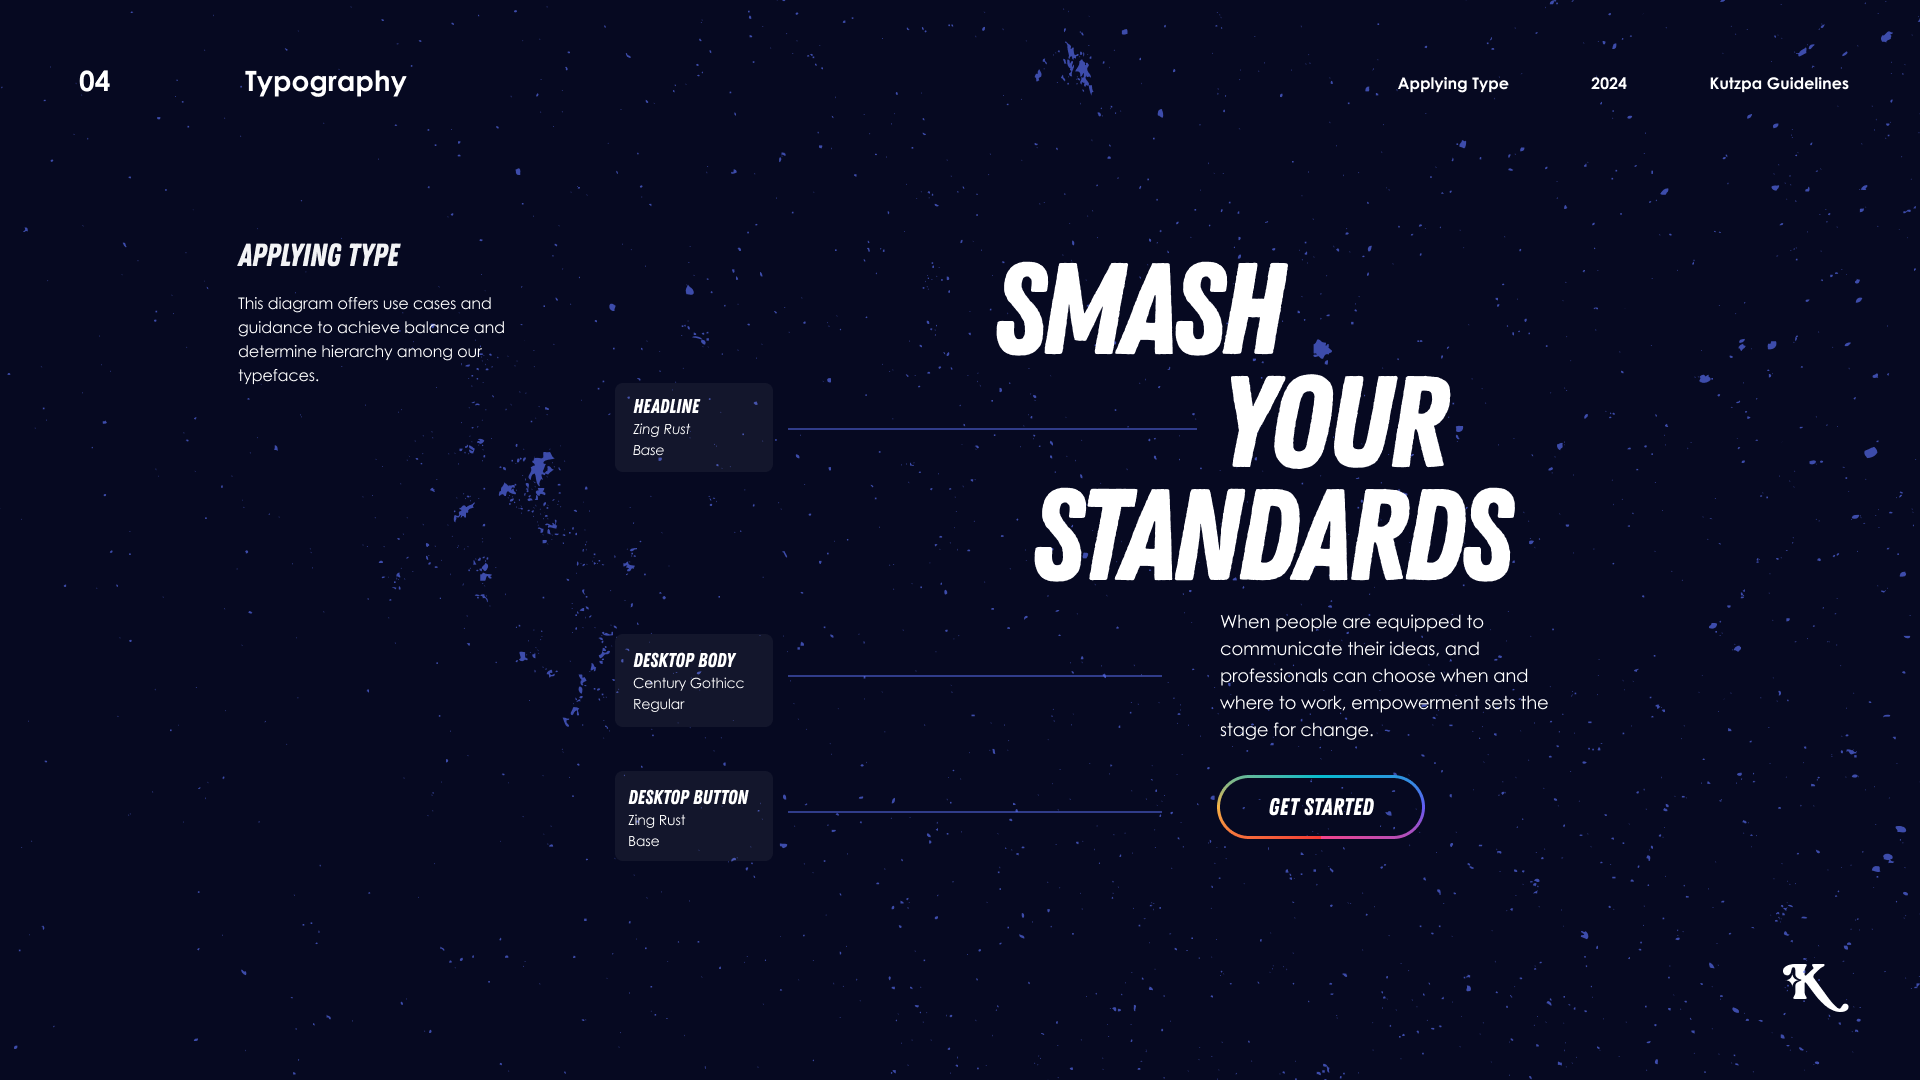 04
Typography
Applying Type
2024
Kutzpa Guidelines
APPLYING TYPE
This diagram offers use cases and
guidance to achieve balance and
determine hierarchy among our
typefaces.
HEADLINE
Zing Rust
Base
SMASH
YOUR
STANDARDS
DESKTOP BODY
Century Gothicc
Regular
When people are equipped to
communicate their ideas, and
professionals can choose when and
where to work, empowerment sets the
stage for change.
DESKTOP BUTTON
Zing Rust
Base
GET STARTED
K